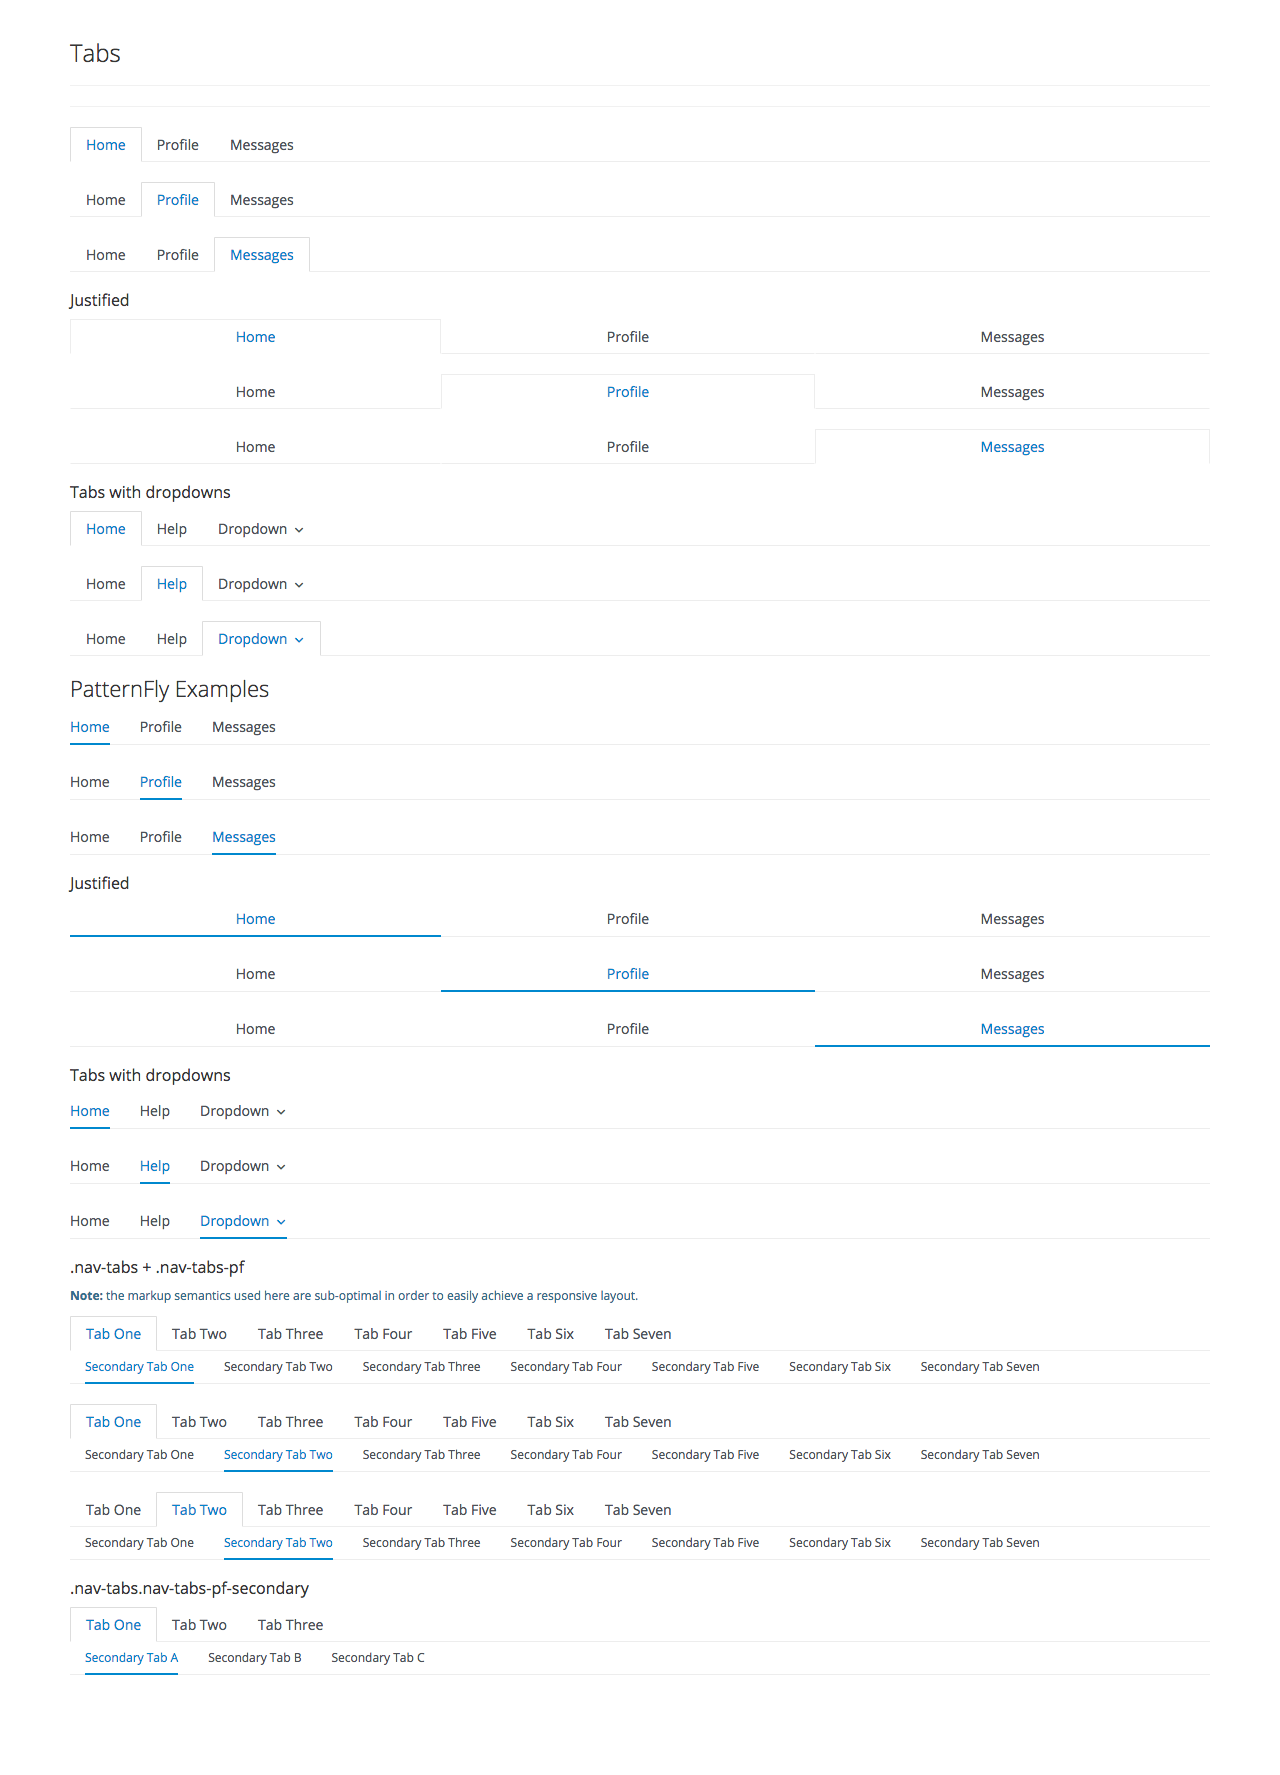 Tabs
Home Profile Messages
Home Profile Messages
Home Profile Messages
Justified
Home Profile Messages
Home Profile Messages
Home Profile Messages
Tabs with dropdowns
Home Help Dropdown
Home Help Dropdown
Home Help Dropdown
PatternFly Examples
Home Profile Messages
Home Profile Messages
Home Profile Messages
Justified
Home Profile Messages
Home Profile Messages
Home Profile Messages
Tabs with dropdowns
Home Help Dropdown
Home Help Dropdown
Home Help Dropdown
.nav-tabs + .nav-tabs-pf
Note: the markup semantics used here are sub-optimal in order to easily achieve a responsive layout.
Tab One Tab Two Tab Three Tab Four Tab Five Tab Six Tab Seven
Secondary Tab One Secondary Tab Two Secondary Tab Three Secondary Tab Four Secondary Tab Five Secondary Tab Six Secondary Tab Seven
Tab One Tab Two Tab Three Tab Four Tab Five Tab Six Tab Seven
Secondary Tab One Secondary Tab Two Secondary Tab Three Secondary Tab Four Secondary Tab Five Secondary Tab Six Secondary Tab Seven
Tab One Tab Two Tab Three Tab Four Tab Five Tab Six Tab Seven
Secondary Tab One Secondary Tab Two Secondary Tab Three Secondary Tab Four Secondary Tab Five Secondary Tab Six Secondary Tab Seven
.nav-tabs.nav-tabs-pf-secondary
Tab One Tab Two Tab Three
Secondary Tab A Secondary Tab B Secondary Tab C